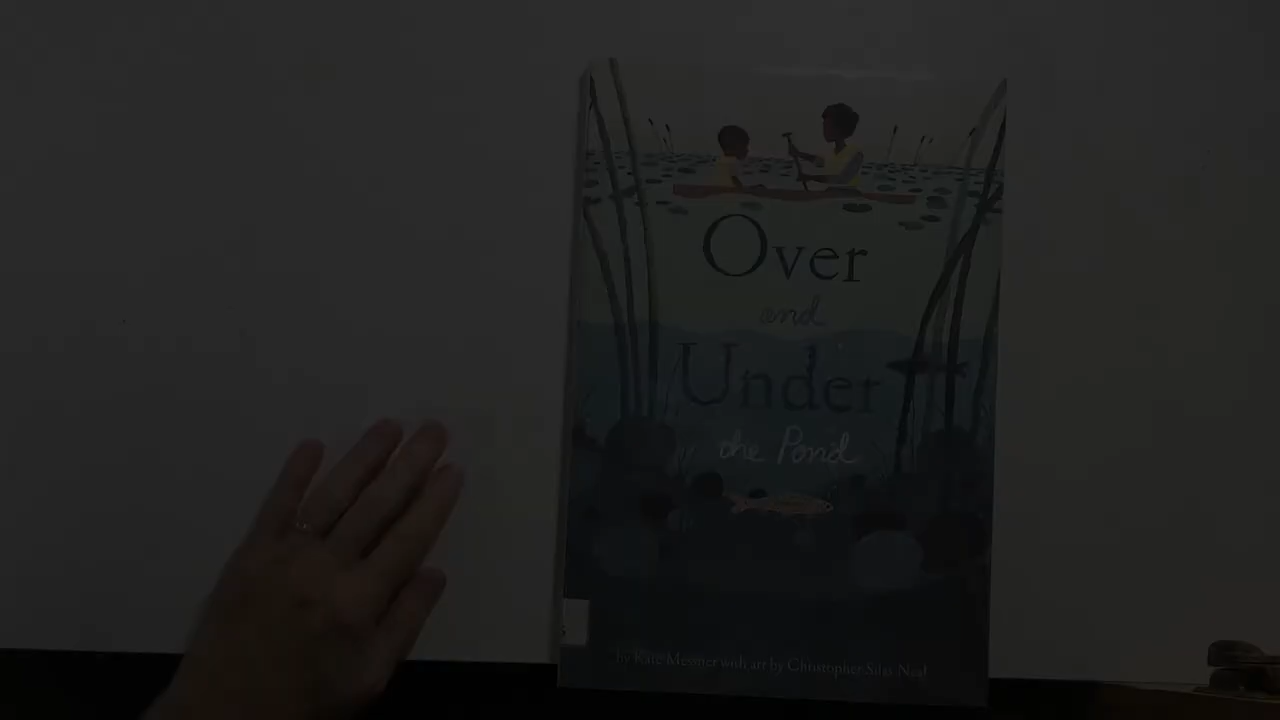 Over
and
Under
the Pond
by Kate Messner with art by Christopher Silas Neal